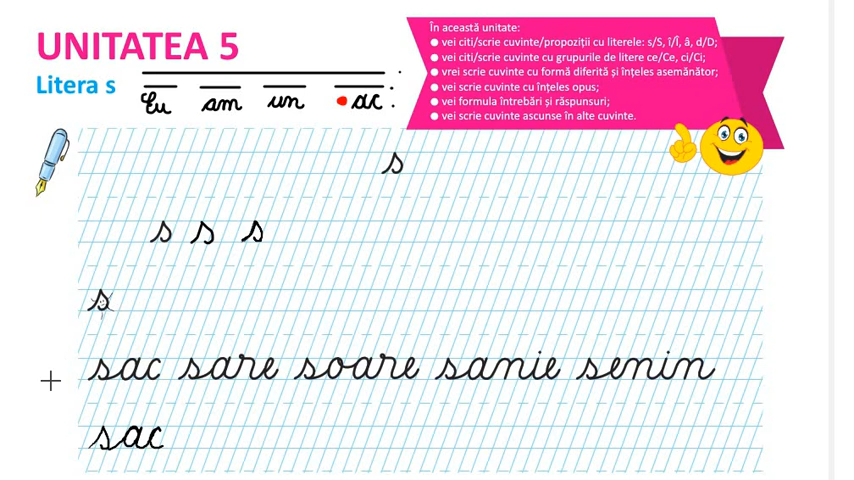 UNITATEA 5
Litera s
Eu am un ac
În această unitate:
● vei citi/scrie cuvinte/propoziții cu literele: s/S, î/Î, â, d/D;
● vei citi/scrie cuvinte cu grupurile de litere ce/Ce, ci/Ci;
● vrei scrie cuvinte cu formă diferită și înțeles asemănător;
● vei scrie cuvinte cu înțeles opus;
● vei formula întrebări și răspunsuri;
● vei scrie cuvinte ascunse în alte cuvinte.
s
s s s
s
sac sare soare sanie senin
sac